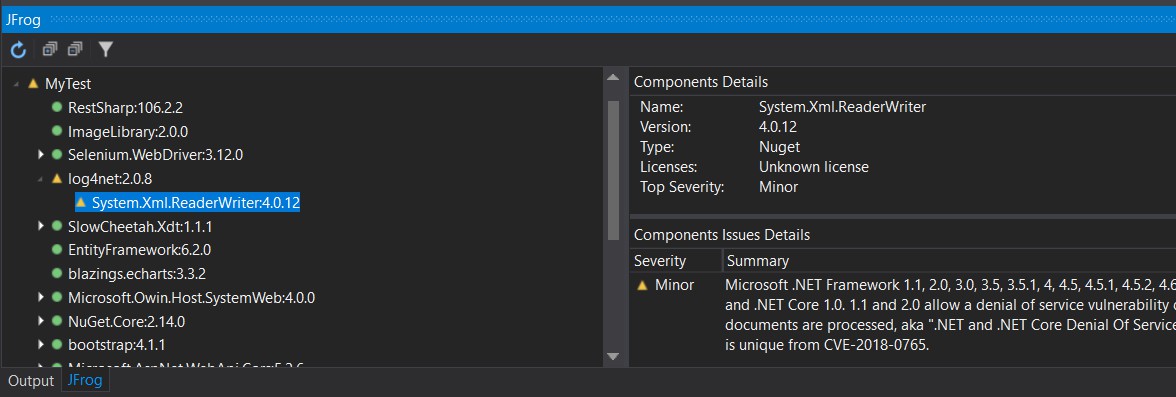 JFrog
MyTest
RestSharp:106.2.2
ImageLibrary:2.0.0
Selenium.WebDriver:3.12.0
log4net:2.0.8
System.Xml.ReaderWriter:4.0.12
SlowCheetah.Xdt:1.1.1
EntityFramework:6.2.0
blazings.echarts:3.3.2
Microsoft.Owin.Host.SystemWeb:4.0.0
NuGet.Core:2.14.0
bootstrap:4.1.1
Components Details
Name: System.Xml.ReaderWriter
Version: 4.0.12
Type: Nuget
Licenses: Unknown license
Top Severity: Minor
Components Issues Details
Severity Summary
Minor Microsoft .NET Framework 1.1, 2.0, 3.0, 3.5, 3.5.1, 4, 4.5, 4.5.1, 4.5.2, 4.6
and .NET Core 1.0. 1.1 and 2.0 allow a denial of service vulnerability
documents are processed, aka ".NET and .NET Core Denial Of Service
is unique from CVE-2018-0765.
Output JFrog